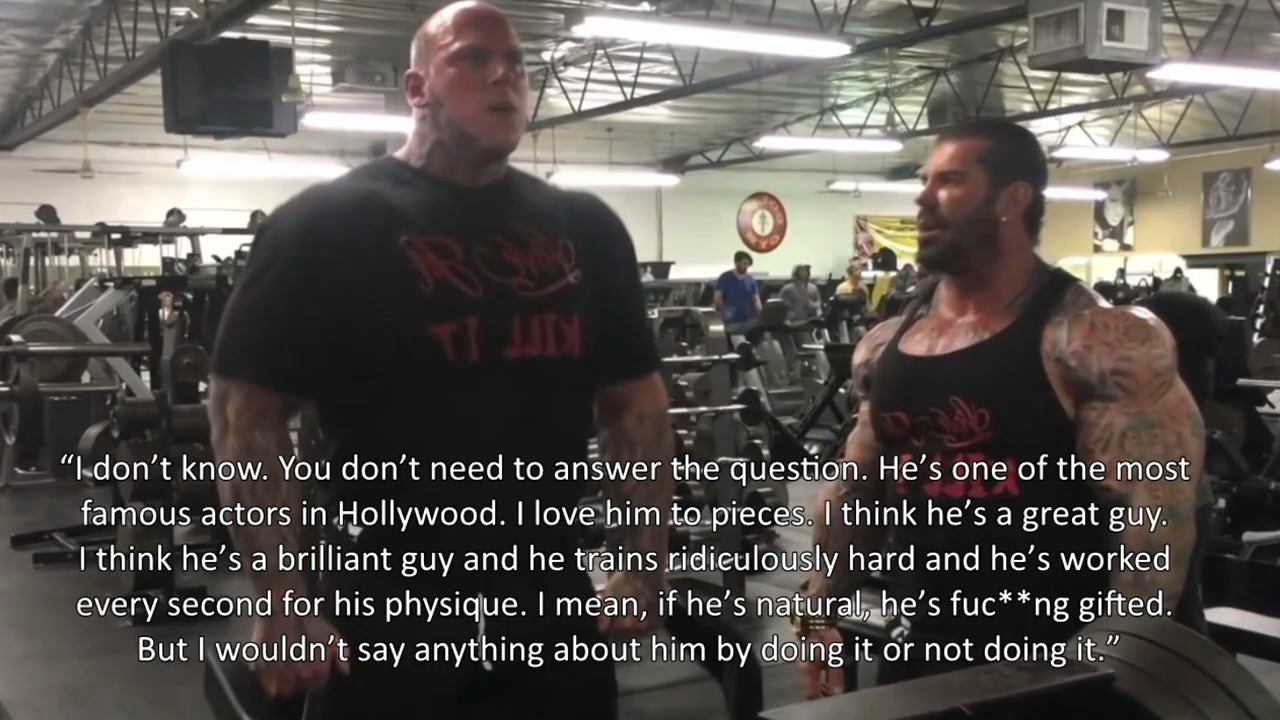 KILL IT
“I don’t know. You don’t need to answer the question. He’s one of the most
famous actors in Hollywood. I love him to pieces. I think he’s a great guy.
I think he’s a brilliant guy and he trains ridiculously hard and he’s worked
every second for his physique. I mean, if he’s natural, he’s fuc**ng gifted.
But I wouldn’t say anything about him by doing it or not doing it.”